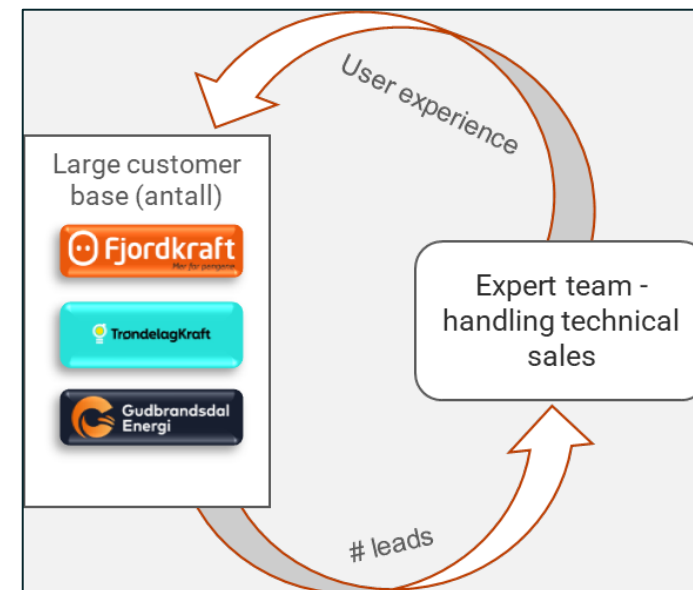 User experience
Large customer
base (antall)
Fjordkraft
Mer for pengene.
TrøndelagKraft
Gudbrandsdal
Energi
Expert team -
handling technical
sales
# leads